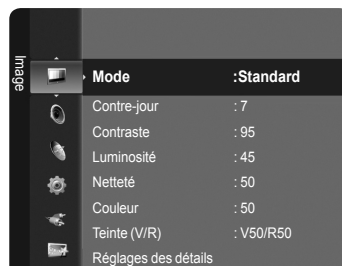 Image
Mode :Standard
Contre-jour : 7
Contraste : 95
Luminosité : 45
Netteté : 50
Couleur : 50
Teinte (V/R) : V50/R50
Réglages des détails